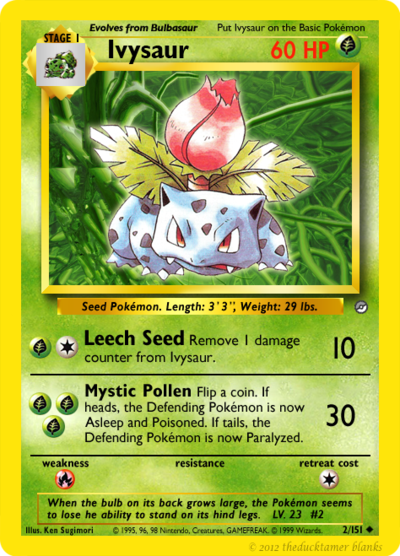 Evolves from Bulbasaur Put Ivysaur on the Basic Pokémon
STAGE 1
Ivysaur 60 HP
Seed Pokémon. Length: 3'3", Weight: 29 lbs.
Leech Seed Remove 1 damage
counter from Ivysaur.
10
Mystic Pollen Flip a coin. If
heads, the Defending Pokémon is now
Asleep and Poisoned. If tails, the
Defending Pokémon is now Paralyzed.
30
weakness resistance retreat cost
When the bulb on its back grows large, the Pokémon seems
to lose he ability to stand on its hind legs. LV. 23 #2
Illus. Ken Sugimori © 1995, 96, 98 Nintendo, Creatures, GAMEFREAK. © 1999 Wizards. 2/151
© 2012 theducktamer blanks